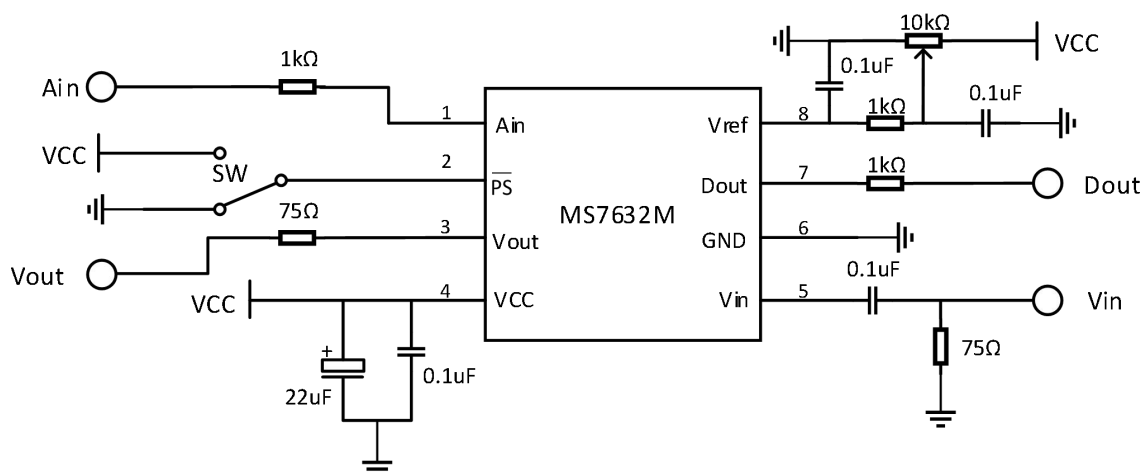 10kΩ
VCC
1kΩ
0.1uF
Ain
0.1uF
1kΩ
1
8
Ain
Vref
VCC
SW
2
7
1kΩ
PS
Dout
Dout
75Ω
MS7632M
3
6
Vout
GND
Vout
0.1uF
VCC
4
5
VCC
Vin
Vin
+
22uF
0.1uF
75Ω